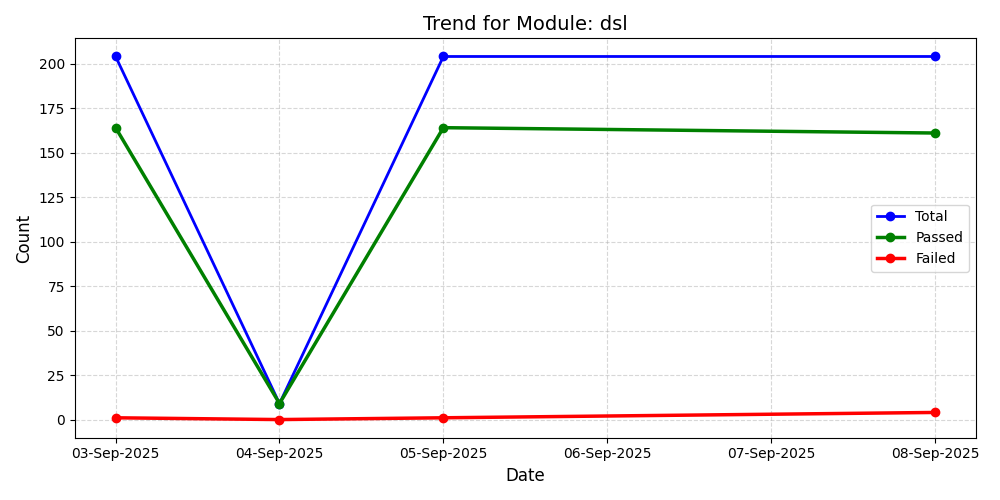 Trend for Module: dsl
Count
200
175
150
125
100
75
50
25
0
Total
Passed
Failed
03-Sep-2025
04-Sep-2025
05-Sep-2025
06-Sep-2025
07-Sep-2025
08-Sep-2025
Date